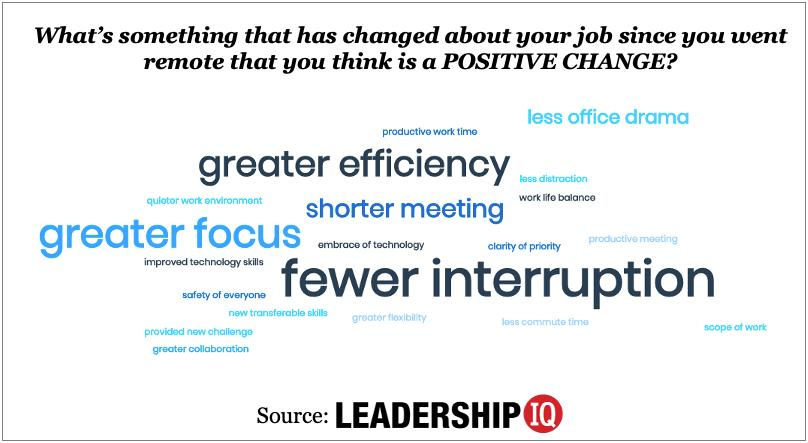 What's something that has changed about your job since you went
remote that you think is a POSITIVE CHANGE?
less office drama
productive work time
greater efficiency
less distraction
work life balance
quieter work environment
shorter meeting
greater focus
embrace of technology
clarity of priority
productive meeting
improved technology skills
fewer interruption
safety of everyone
new transferable skills
greater flexibility
less commute time
provided new challenge
scope of work
greater collaboration
Source: LEADERSHIP IQ